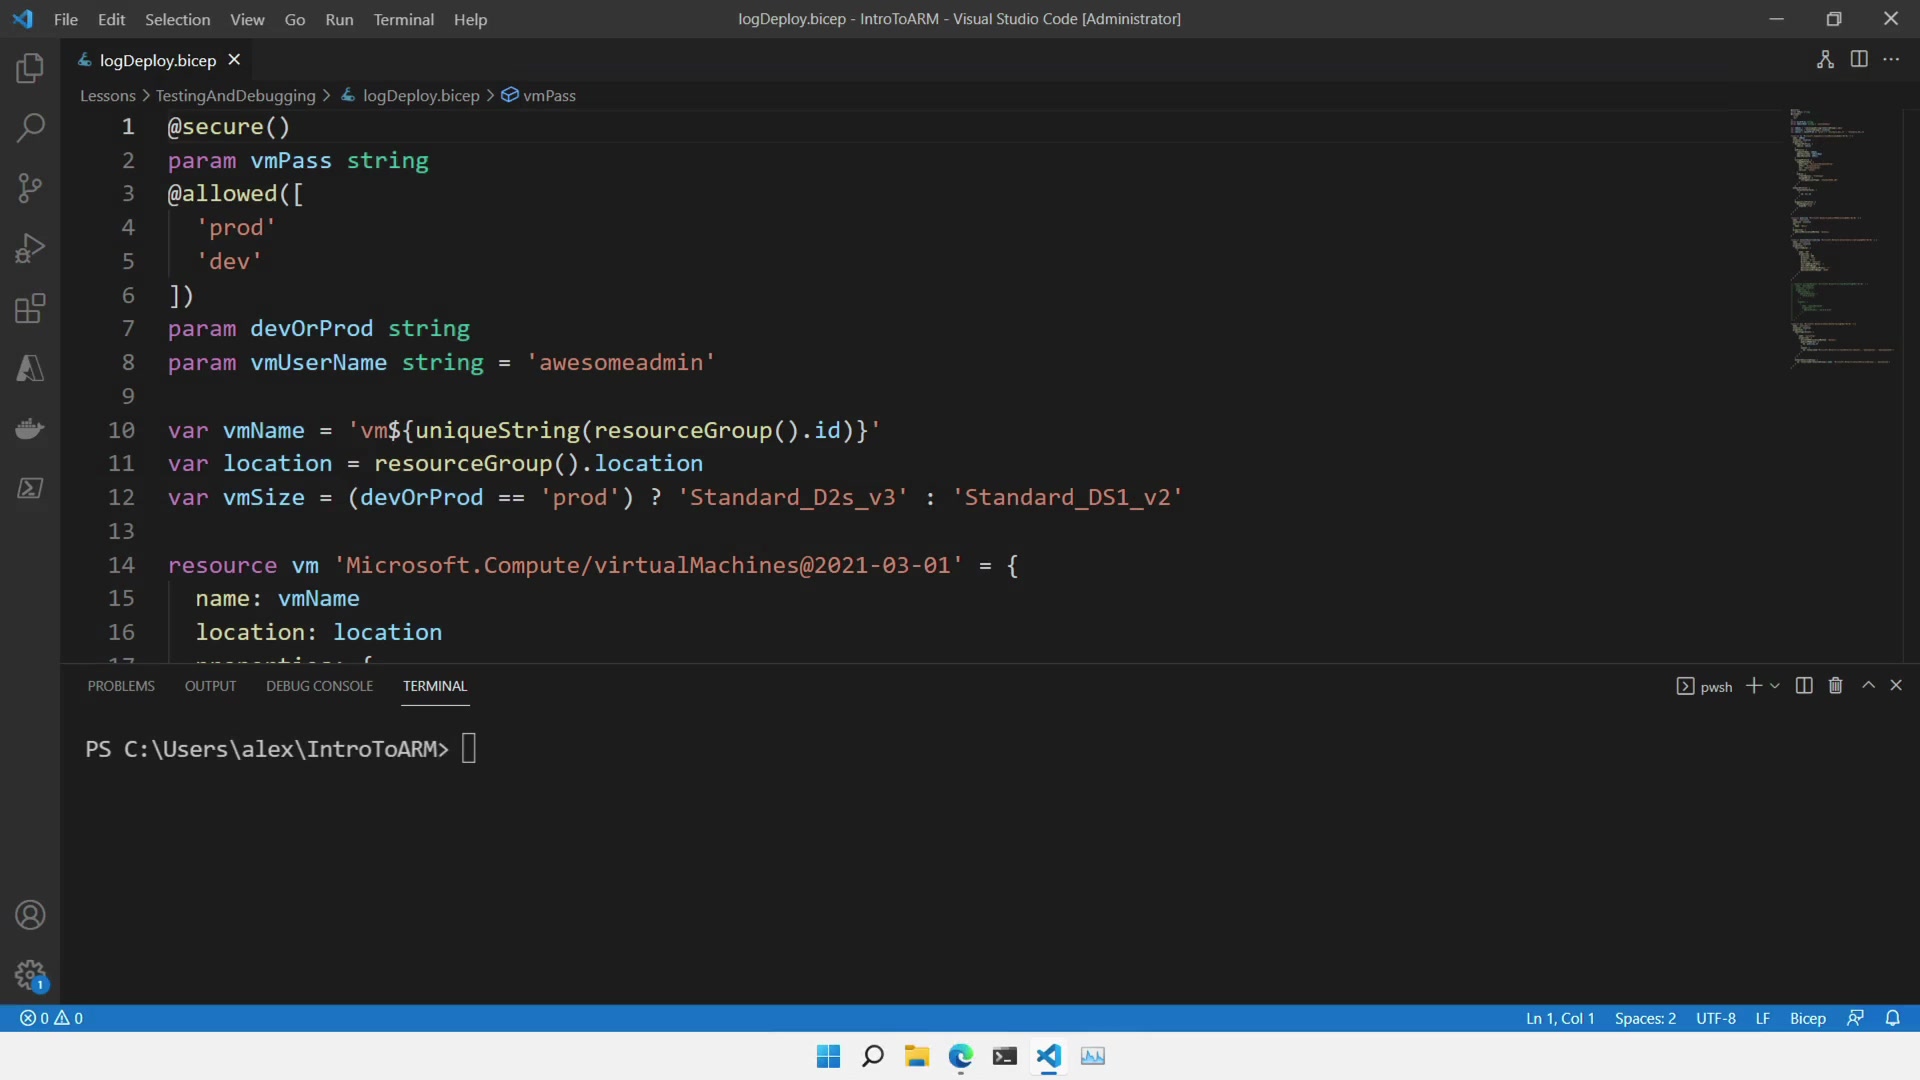 File Edit Selection View Go Run Terminal Help
logDeploy.bicep - IntroToARM - Visual Studio Code [Administrator]
logDeploy.bicep
Lessons > TestingAndDebugging > logDeploy.bicep > vmPass
1 @secure()
2 param vmPass string
3 @allowed([
4 'prod'
5 'dev'
6 ])
7 param devOrProd string
8 param vmUserName string = 'awesomeadmin'
9
10 var vmName = 'vm${uniqueString(resourceGroup().id)}'
11 var location = resourceGroup().location
12 var vmSize = (devOrProd == 'prod') ? 'Standard_D2s_v3' : 'Standard_DS1_v2'
13
14 resource vm 'Microsoft.Compute/virtualMachines@2021-03-01' = {
15 name: vmName
16 location: location
17 properties: {
PROBLEMS OUTPUT DEBUG CONSOLE TERMINAL
pwsh
PS C:\Users\alex\IntroToARM>
1
0 0
Ln 1, Col 1 Spaces: 2 UTF-8 LF Bicep